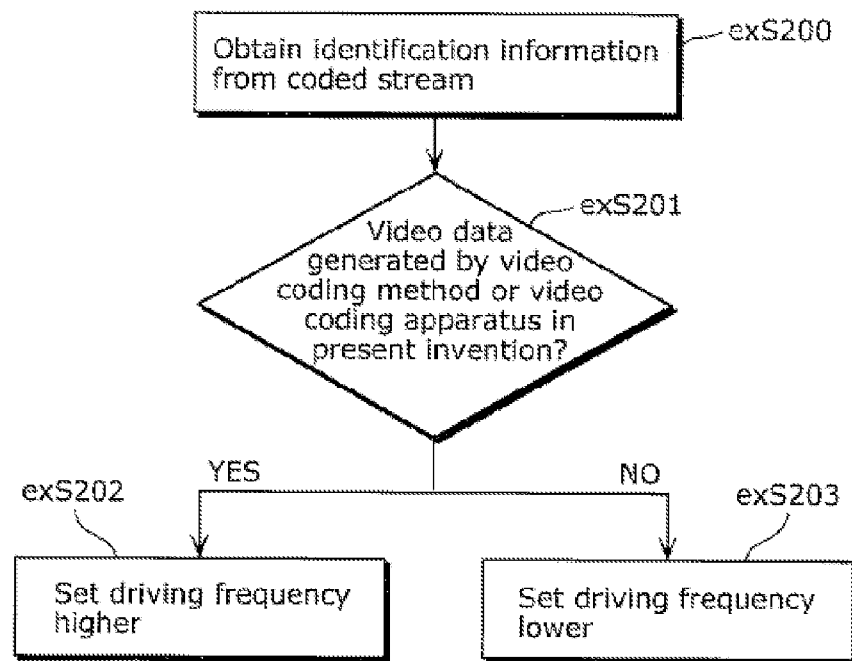 Obtain identification information
from coded stream
exS200
exS201
Video data
generated by video
coding method or video
coding apparatus in
present invention?
YES
NO
exS202
exS203
Set driving frequency
higher
Set driving frequency
lower